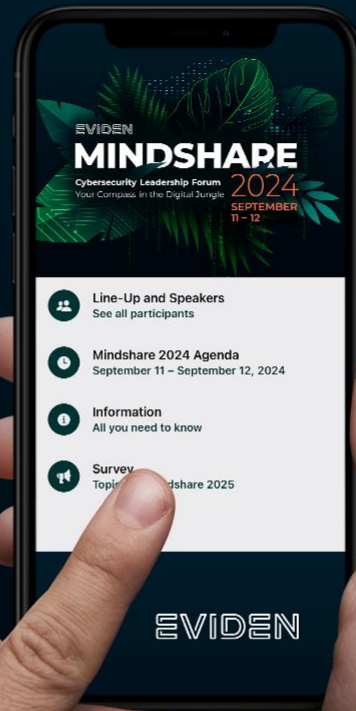 EVIDEN
MINDSHARE
Cybersecurity Leadership Forum
Your Compass in the Digital Jungle
2024
SEPTEMBER
11 – 12
Line-Up and Speakers
See all participants
Mindshare 2024 Agenda
September 11 – September 12, 2024
Information
All you need to know
Survey
2025
EVIDEN